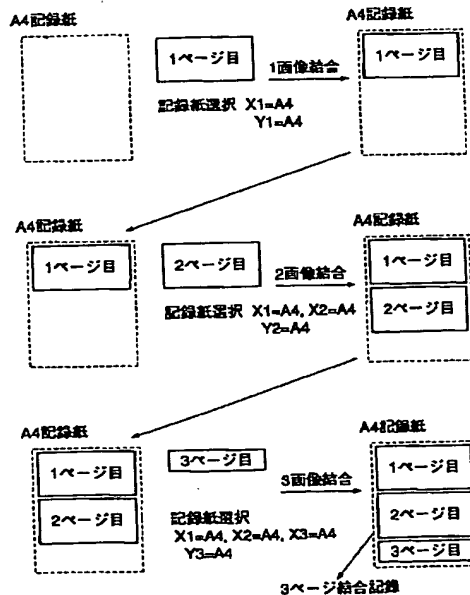 A4記録紙
A4記録紙
1ページ目
1画像結合
1ページ目
記録紙選択 X1=A4
Y1=A4
A4記録紙
A4記録紙
1ページ目
2ページ目
2画像結合
1ページ目
2ページ目
記録紙選択 X1=A4, X2=A4
Y2=A4
A4記録紙
A4記録紙
1ページ目
2ページ目
3ページ目
3画像結合
1ページ目
2ページ目
3ページ目
記録紙選択
X1=A4, X2=A4, X3=A4
Y3=A4
3ページ結合記録